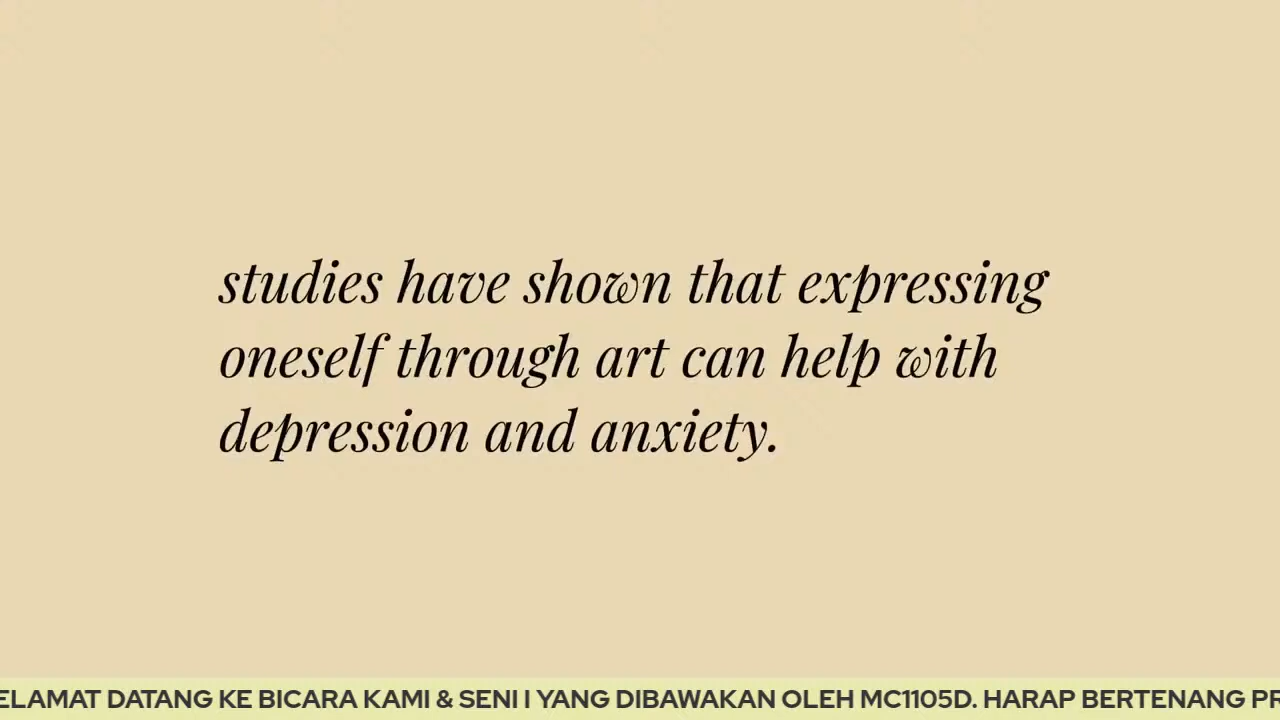 studies have shown that expressing
oneself through art can help with
depression and anxiety.
ELAMAT DATANG KE BICARA KAMI & SENI I YANG DIBAWAKAN OLEH MC1105D. HARAP BERTENANG PR